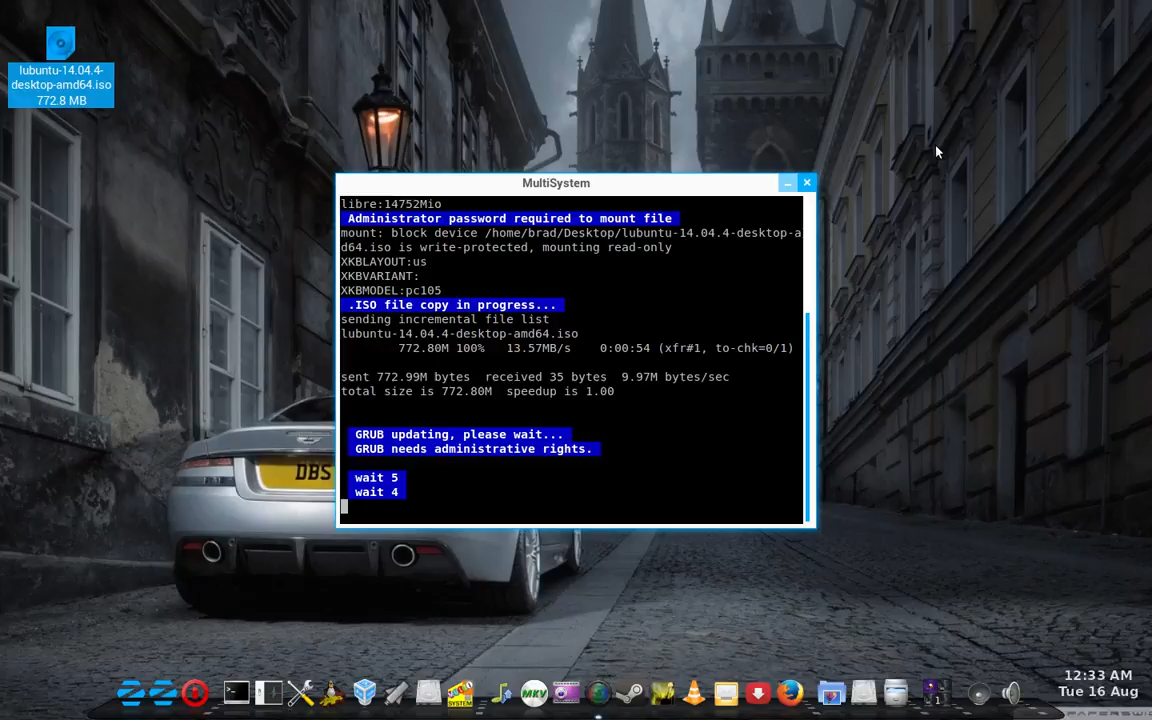 lubuntu-14.04.4-
desktop-amd64.iso
772.8 MB
MultiSystem
libre:14752Mio
Administrator password required to mount file
mount: block device /home/brad/Desktop/lubuntu-14.04.4-desktop-a
d64.iso is write-protected, mounting read-only
XKBLAYOUT:us
XKBVARIANT:
XKBMODEL:pc105
.ISO file copy in progress...
sending incremental file list
lubuntu-14.04.4-desktop-amd64.iso
772.80M 100% 13.57MB/s 0:00:54 (xfr#1, to-chk=0/1)
sent 772.99M bytes received 35 bytes 9.97M bytes/sec
total size is 772.80M speedup is 1.00
GRUB updating, please wait...
GRUB needs administrative rights.
wait 5
wait 4
DBS
MKV
SYSTEM
1
12:33 AM
Tue 16 Aug